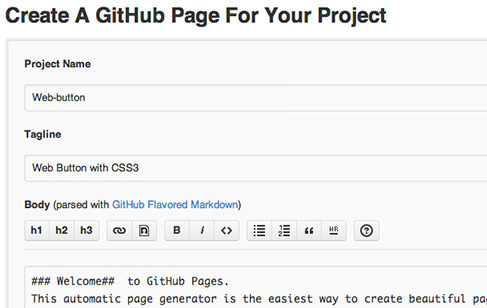 Create A GitHub Page For Your Project
Project Name
Web-button
Tagline
Web Button with CSS3
Body (parsed with GitHub Flavored Markdown)
h1 h2 h3 B i <> “ HR ?
### Welcome##  to GitHub Pages.
This automatic page generator is the easiest way to create beautiful